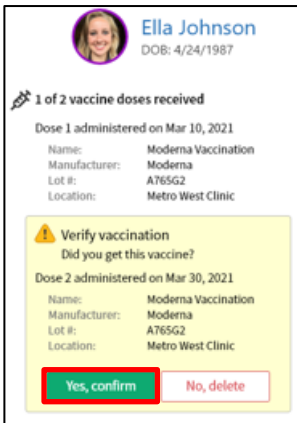 Ella Johnson
DOB: 4/24/1987
1 of 2 vaccine doses received
Dose 1 administered on Mar 10, 2021
Name: Moderna Vaccination
Manufacturer: Moderna
Lot #: A765G2
Location: Metro West Clinic
Verify vaccination
Did you get this vaccine?
Dose 2 administered on Mar 30, 2021
Name: Moderna Vaccination
Manufacturer: Moderna
Lot #: A765G2
Location: Metro West Clinic
Yes, confirm No, delete